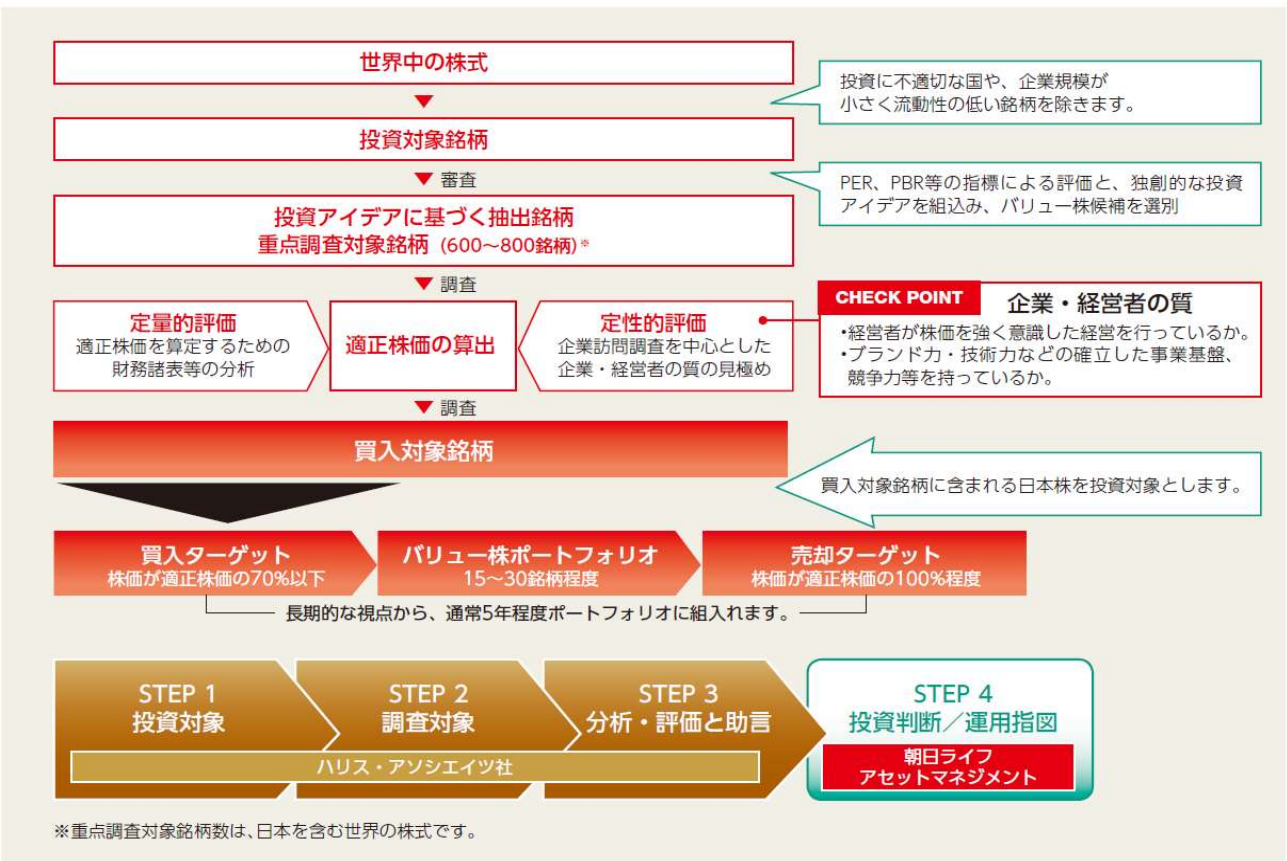 世界中の株式
投資に不適切な国や、企業規模が
小さく流動性の低い銘柄を除きます。
投資対象銘柄
審査
PER、PBR等の指標による評価と、独創的な投資
アイデアを組込み、バリュー株候補を選別
投資アイデアに基づく抽出銘柄
重点調査対象銘柄（600～800銘柄）※
調査
定量的評価
適正株価を算定するための
財務諸表等の分析
適正株価の算出
定性的評価
企業訪問調査を中心とした
企業・経営者の質の見極め
CHECK POINT
企業・経営者の質
・経営者が株価を強く意識した経営を行っているか。
・ブランド力・技術力などの確立した事業基盤、
競争力等を持っているか。
調査
買入対象銘柄
買入対象銘柄に含まれる日本株を投資対象とします。
買入ターゲット
株価が適正株価の70%以下
バリュー株ポートフォリオ
15～30銘柄程度
売却ターゲット
株価が適正株価の100%程度
長期的な視点から、通常5年程度ポートフォリオに組入れます。
STEP 1
投資対象
STEP 2
調査対象
STEP 3
分析・評価と助言
ハリス・アソシエイツ社
STEP 4
投資判断／運用指図
朝日ライフ
アセットマネジメント
※重点調査対象銘柄数は、日本を含む世界の株式です。